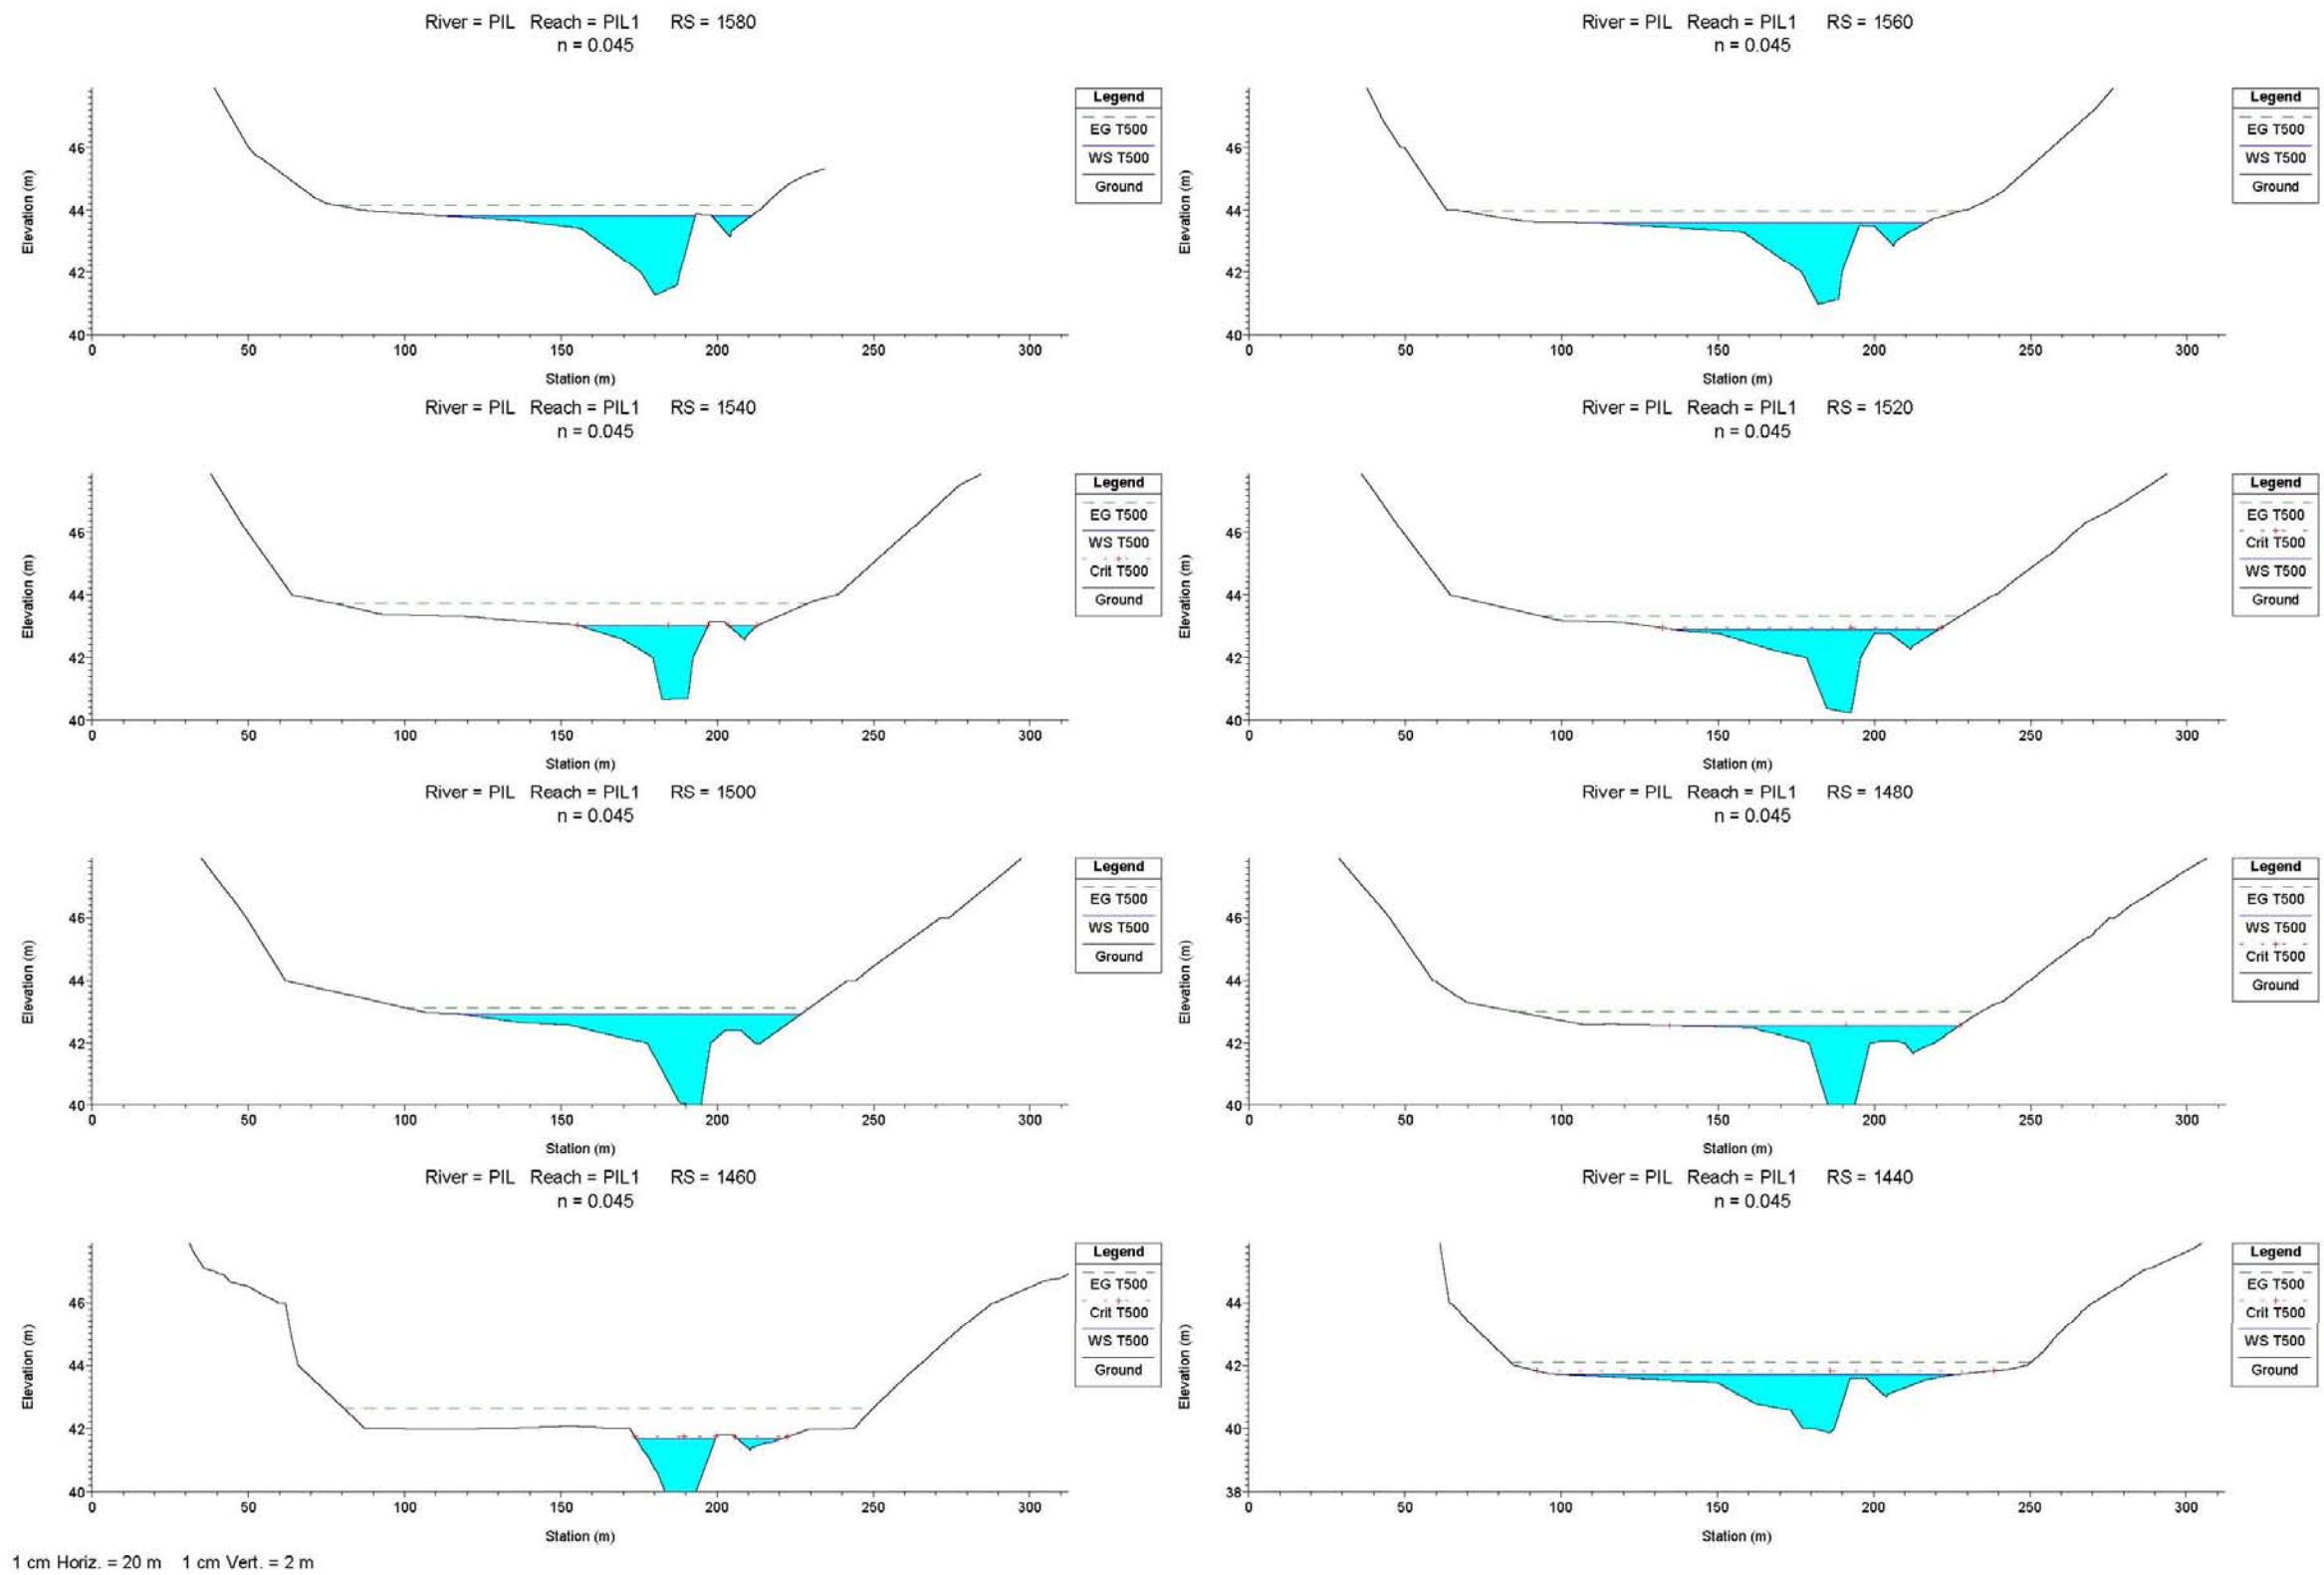 River = PIL Reach = PIL1 RS = 1580
n = 0.045
Elevation (m)
46
44
42
40
0 50 100 150 200 250 300
Station (m)
Legend
EG T500
WS T500
Ground
River = PIL Reach = PIL1 RS = 1560
n = 0.045
Elevation (m)
46
44
42
40
0 50 100 150 200 250 300
Station (m)
Legend
EG T500
WS T500
Ground
River = PIL Reach = PIL1 RS = 1540
n = 0.045
Elevation (m)
46
44
42
40
0 50 100 150 200 250 300
Station (m)
Legend
EG T500
WS T500
Crit T500
Ground
River = PIL Reach = PIL1 RS = 1520
n = 0.045
Elevation (m)
46
44
42
40
0 50 100 150 200 250 300
Station (m)
Legend
EG T500
Crit T500
WS T500
Ground
River = PIL Reach = PIL1 RS = 1500
n = 0.045
Elevation (m)
46
44
42
40
0 50 100 150 200 250 300
Station (m)
Legend
EG T500
WS T500
Ground
River = PIL Reach = PIL1 RS = 1480
n = 0.045
Elevation (m)
46
44
42
40
0 50 100 150 200 250 300
Station (m)
Legend
EG T500
WS T500
Crit T500
Ground
River = PIL Reach = PIL1 RS = 1460
n = 0.045
Elevation (m)
46
44
42
40
0 50 100 150 200 250 300
Station (m)
Legend
EG T500
Crit T500
WS T500
Ground
River = PIL Reach = PIL1 RS = 1440
n = 0.045
Elevation (m)
44
42
40
38
0 50 100 150 200 250 300
Station (m)
Legend
EG T500
Crit T500
WS T500
Ground
1 cm Horiz. = 20 m 1 cm Vert. = 2 m